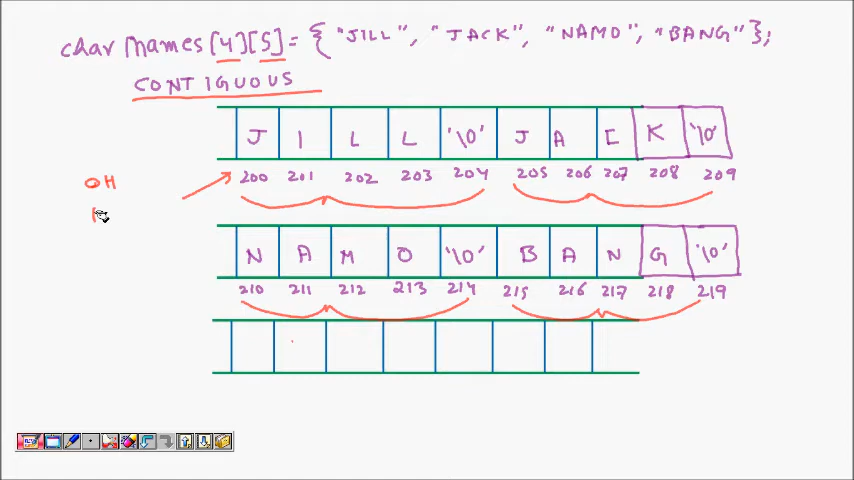 char names[4][5] = { "JILL", "JACK", "NAMO", "BANG" };
CONTIGUOUS
J I L L '\0' J A C K '\0'
200 201 202 203 204 205 206 207 208 209
OH
N A M O '\0' B A N G '\0'
210 211 212 213 214 215 216 217 218 219